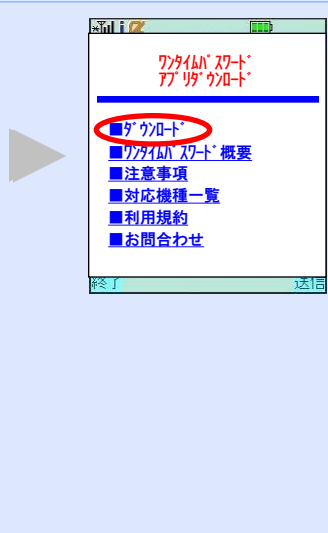 ﾜﾝﾀｲﾑﾊﾟｽﾜｰﾄﾞ
ｱﾌﾟﾘﾀﾞｳﾝﾛｰﾄﾞ
■ﾀﾞｳﾝﾛｰﾄﾞ
■ﾜﾝﾀｲﾑﾊﾟｽﾜｰﾄﾞ概要
■注意事項
■対応機種一覧
■利用規約
■お問合わせ
終了 送信